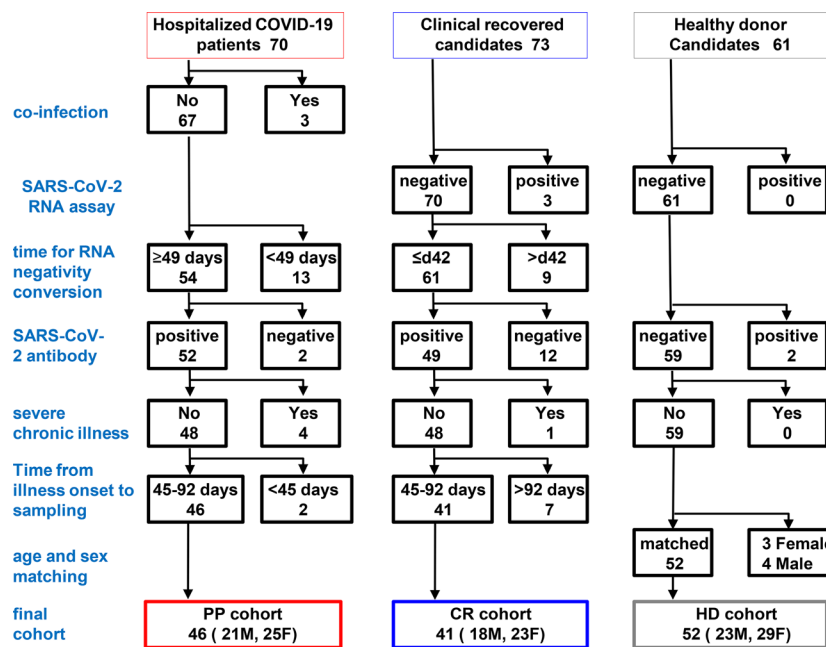 Hospitalized COVID-19
patients 70
Clinical recovered
candidates 73
Healthy donor
Candidates 61
co-infection
No
67
Yes
3
SARS-CoV-2
RNA assay
negative
70
positive
3
negative
61
positive
0
time for RNA
negativity
conversion
≥49 days
54
<49 days
13
≤d42
61
>d42
9
SARS-CoV-
2 antibody
positive
52
negative
2
positive
49
negative
12
negative
59
positive
2
severe
chronic illness
No
48
Yes
4
No
48
Yes
1
No
59
Yes
0
Time from
illness onset to
sampling
45-92 days
46
<45 days
2
45-92 days
41
>92 days
7
age and sex
matching
matched
52
3 Female
4 Male
final
cohort
PP cohort
46 ( 21M, 25F)
CR cohort
41 ( 18M, 23F)
HD cohort
52 ( 23M, 29F)